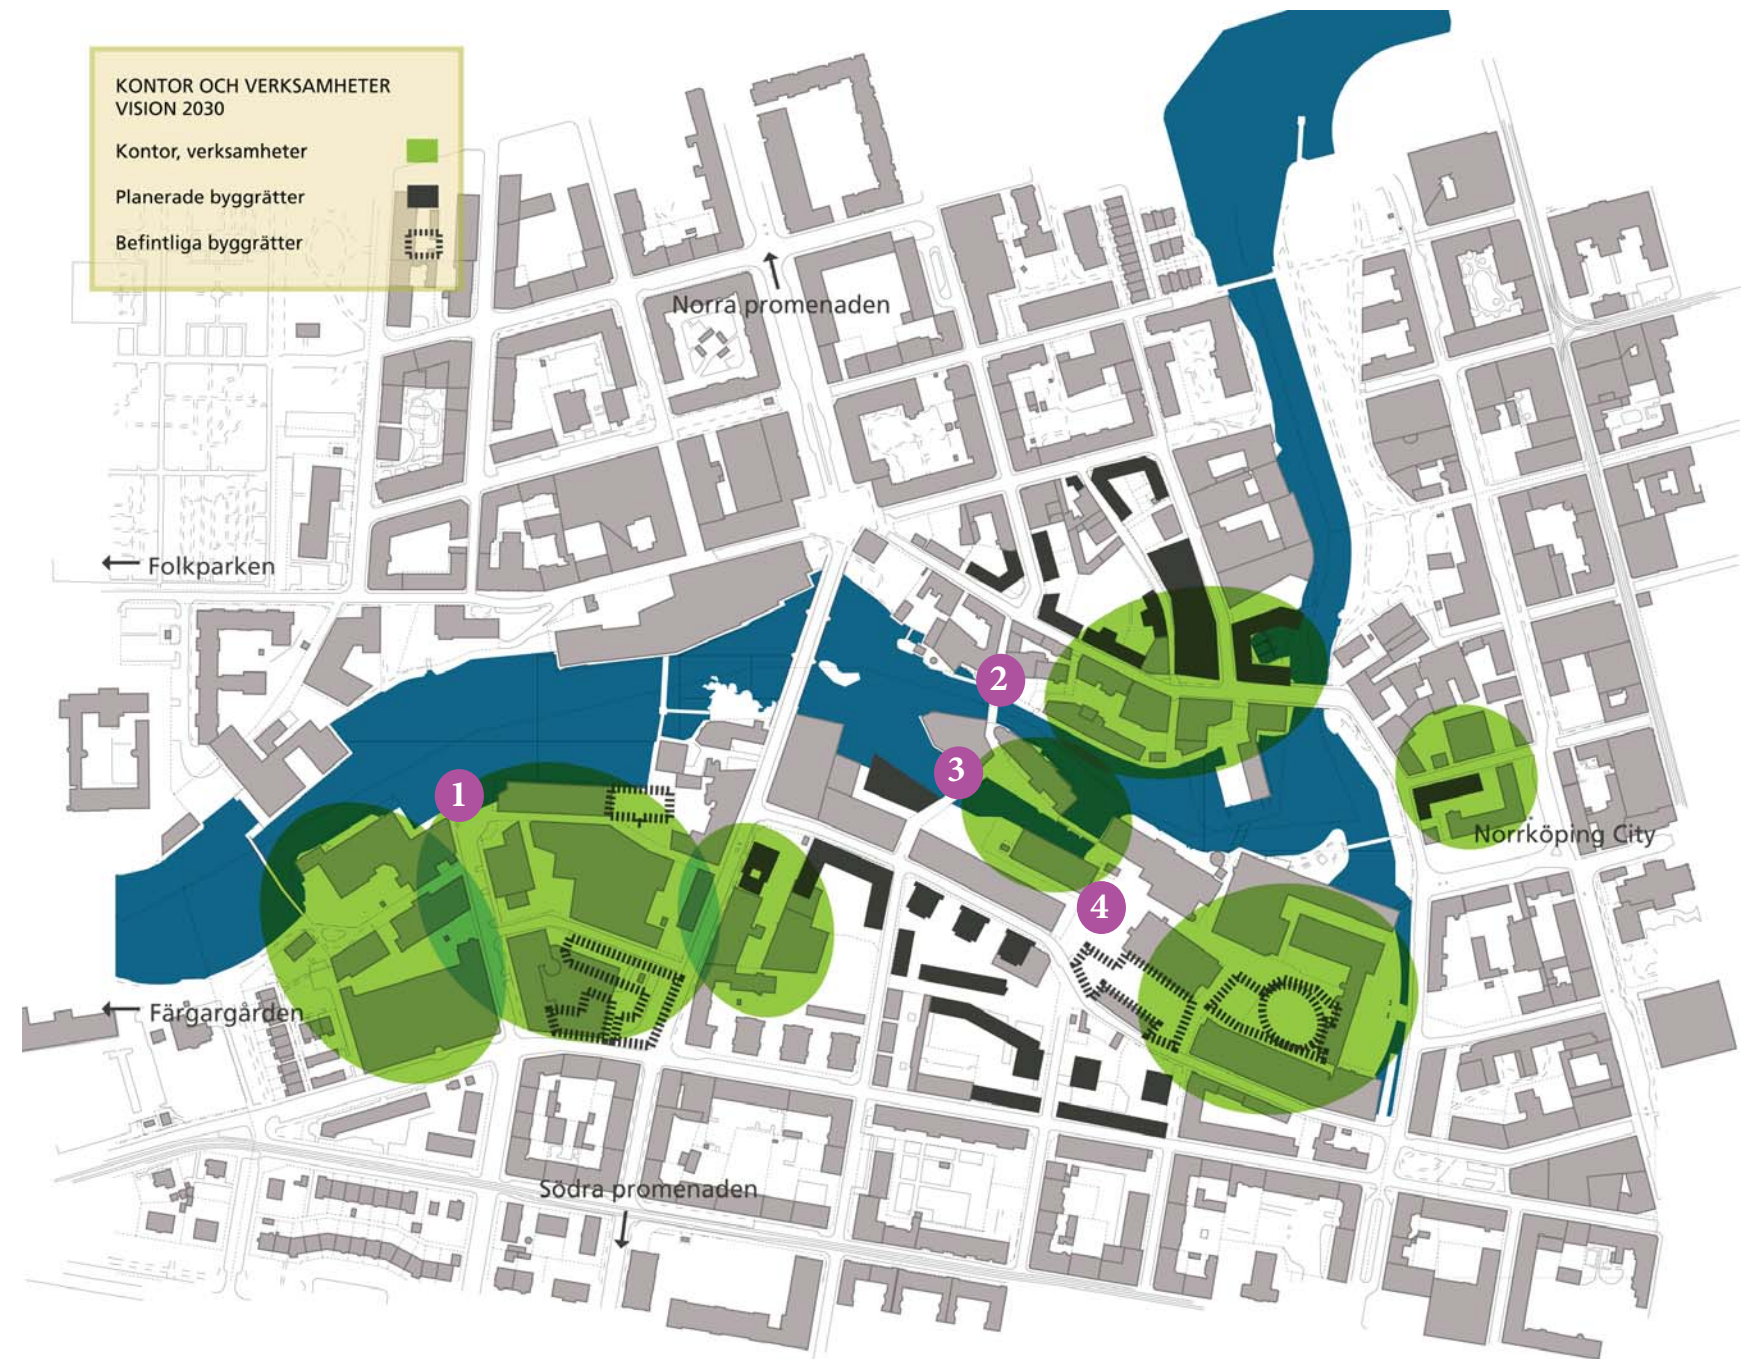 KONTOR OCH VERKSAMHETER
VISION 2030
Kontor, verksamheter
Planerade byggrätter
Befintliga byggrätter
Norra promenaden
Folkparken
2
3
1
Norrköping City
4
Färgargården
Södra promenaden